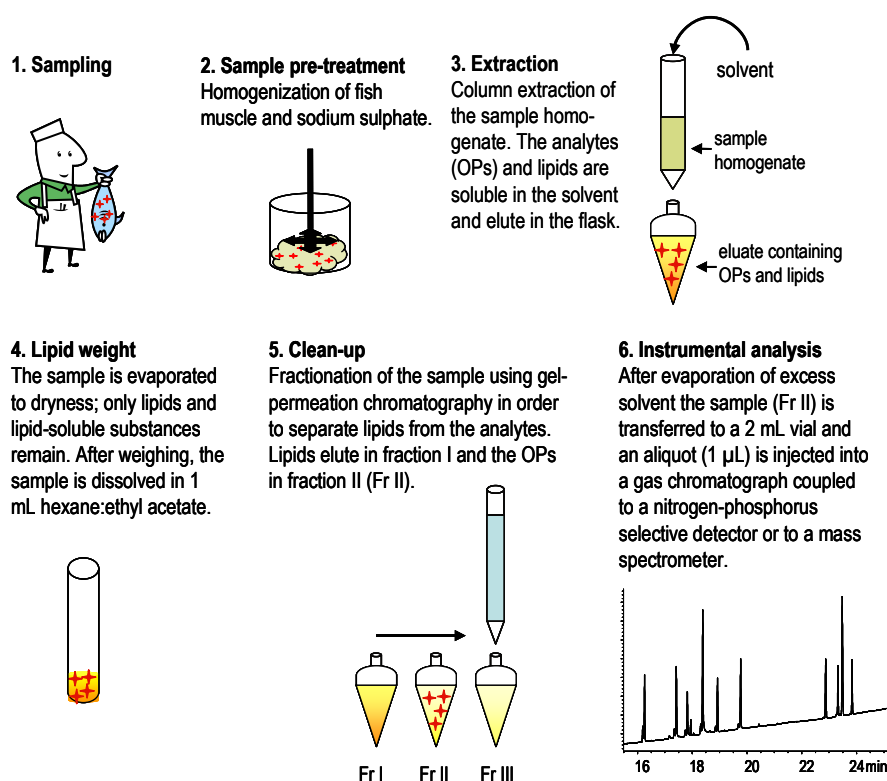 1. Sampling
2. Sample pre-treatment
Homogenization of fish
muscle and sodium sulphate.
3. Extraction
Column extraction of
the sample homo-
genate. The analytes
(OPs) and lipids are
soluble in the solvent
and elute in the flask.
solvent
sample
homogenate
eluate containing
OPs and lipids
4. Lipid weight
The sample is evaporated
to dryness; only lipids and
lipid-soluble substances
remain. After weighing, the
sample is dissolved in 1
mL hexane:ethyl acetate.
5. Clean-up
Fractionation of the sample using gel-
permeation chromatography in order
to separate lipids from the analytes.
Lipids elute in fraction I and the OPs
in fraction II (Fr II).
Fr I Fr II Fr III
6. Instrumental analysis
After evaporation of excess
solvent the sample (Fr II) is
transferred to a 2 mL vial and
an aliquot (1 µL) is injected into
a gas chromatograph coupled
to a nitrogen-phosphorus
selective detector or to a mass
spectrometer.
16 18 20 22 24 min